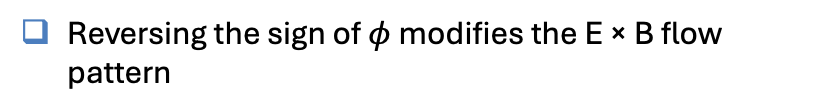 ❑ Reversing the sign of ϕ modifies the E × B flow
pattern